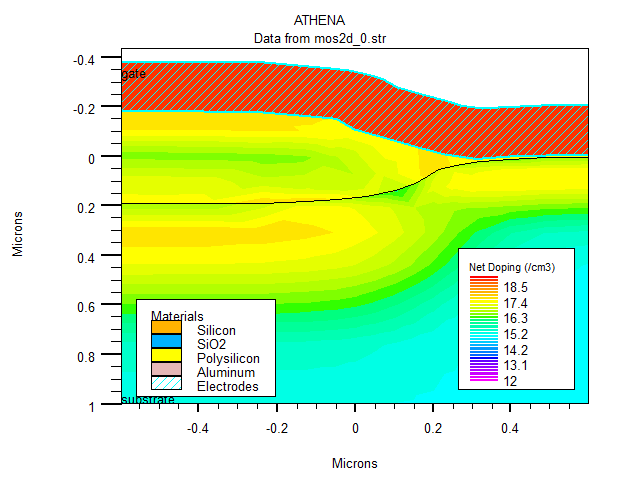 ATHENA
Data from mos2d_0.str
-0.4
gate
-0.2
0
0.2
0.4
0.6
0.8
1
Microns
Materials
Silicon
SiO2
Polysilicon
Aluminum
Electrodes
substrate
Net Doping (/cm3)
18.5
17.4
16.3
15.2
14.2
13.1
12
-0.4
-0.2
0
0.2
0.4
Microns